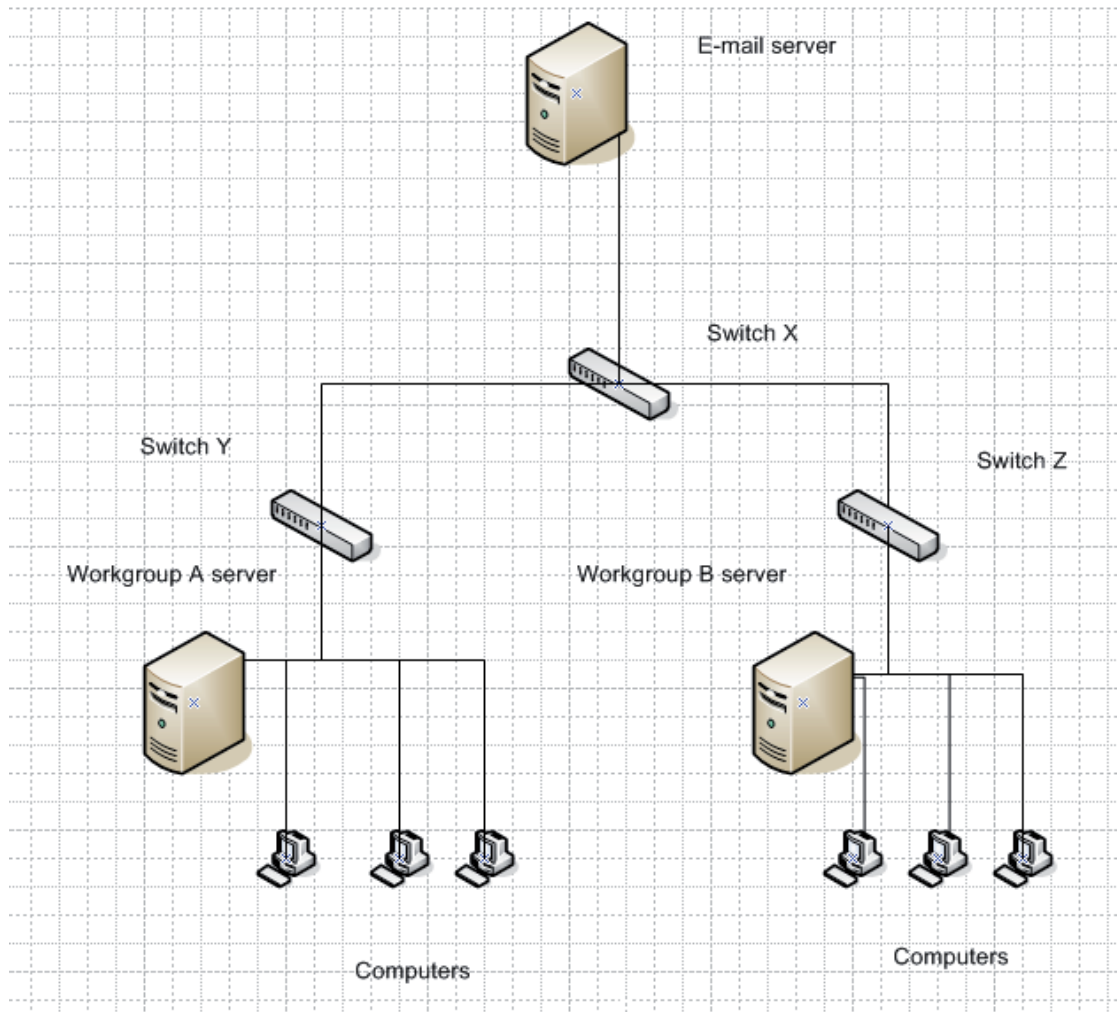 E-mail server
Switch X
Switch Y
Switch Z
Workgroup A server
Workgroup B server
Computers
Computers